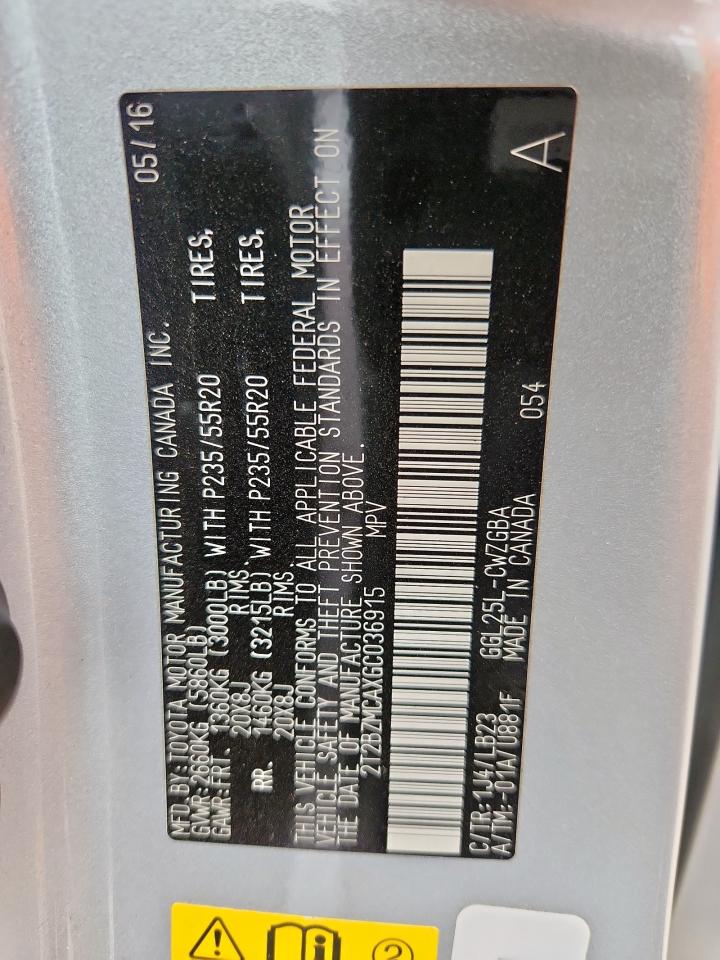 MFD BY: TOYOTA MOTOR MANUFACTURING CANADA INC. 05/16
GVWR:2660KG (5860LB)
GAWR:FRT. 1360KG (3000LB) WITH P235/55R20 TIRES,
20X8J RIMS.
RR. 1460KG (3215LB) WITH P235/55R20 TIRES,
20X8J RIMS.
THIS VEHICLE CONFORMS TO ALL APPLICABLE FEDERAL MOTOR
VEHICLE SAFETY AND THEFT PREVENTION STANDARDS IN EFFECT ON
THE DATE OF MANUFACTURE SHOWN ABOVE.
2T2BZMCAXGC036915 MPV
C/TR:1J4/LB23 GGL25L-CWZGBA 054 A
A/TM:-01A/U881F MADE IN CANADA
2